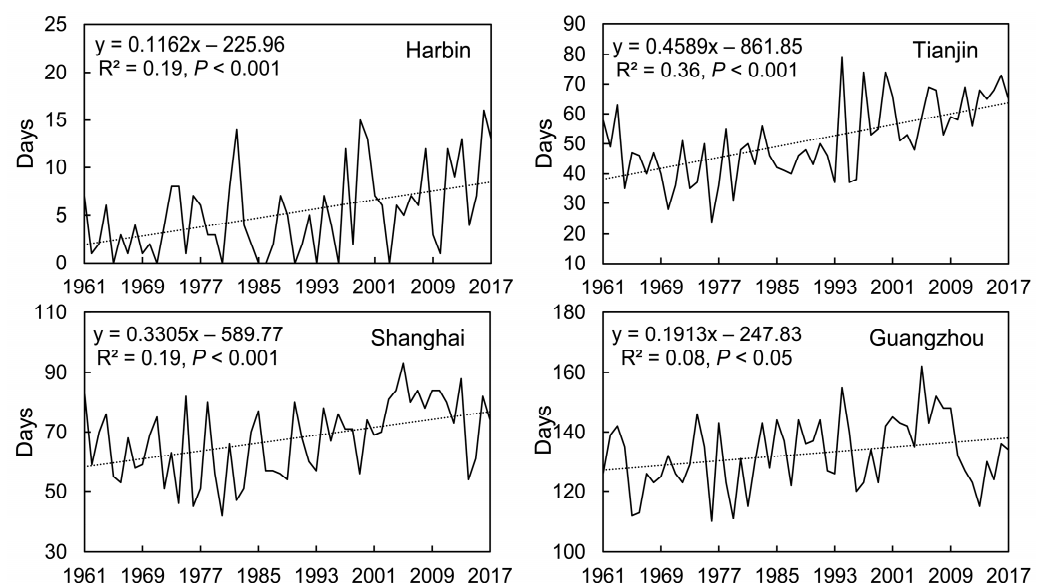 25
20
15
10
5
0
Days
y = 0.1162x – 225.96
R² = 0.19, P < 0.001
Harbin
1961 1969 1977 1985 1993 2001 2009 2017
90
80
70
60
50
40
30
20
10
Days
y = 0.4589x – 861.85
R² = 0.36, P < 0.001
Tianjin
1961 1969 1977 1985 1993 2001 2009 2017
110
90
70
50
30
Days
y = 0.3305x – 589.77
R² = 0.19, P < 0.001
Shanghai
1961 1969 1977 1985 1993 2001 2009 2017
180
160
140
120
100
Days
y = 0.1913x – 247.83
R² = 0.08, P < 0.05
Guangzhou
1961 1969 1977 1985 1993 2001 2009 2017